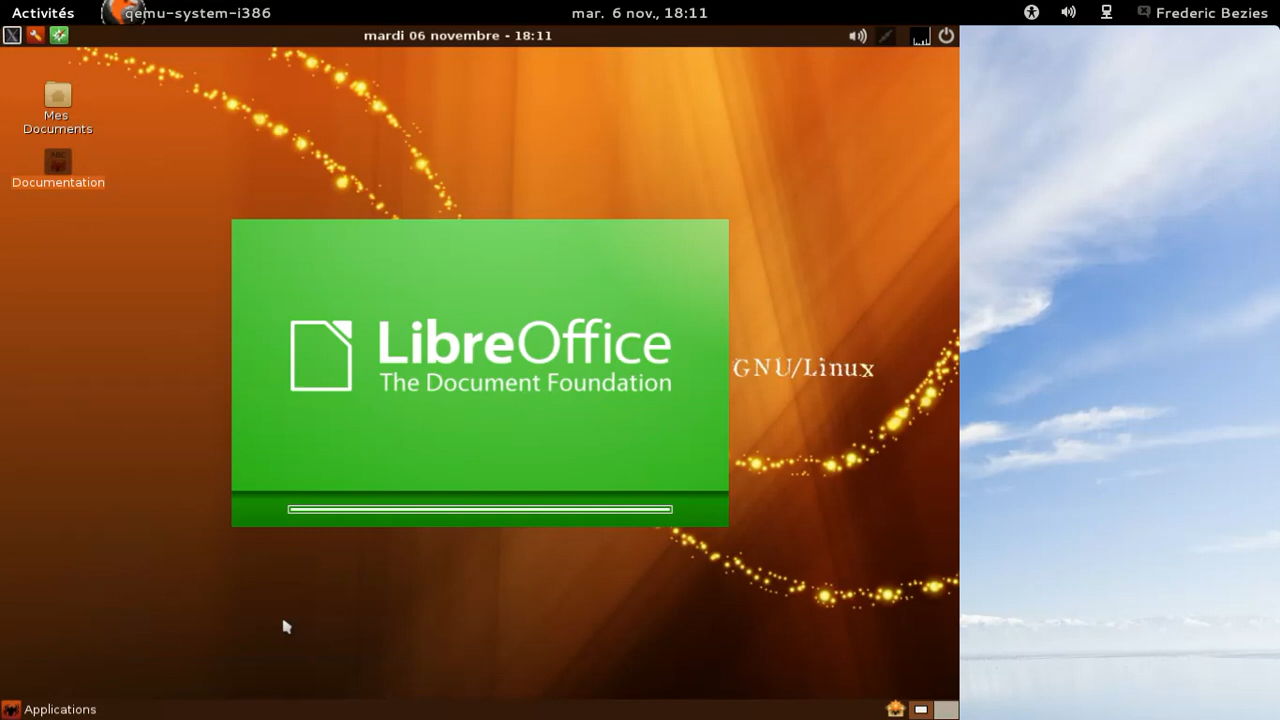 Activités
qemu-system-i386
mar. 6 nov., 18:11
Frederic Bezies
X
mardi 06 novembre - 18:11
Mes
Documents
ABC
Documentation
LibreOffice
The Document Foundation
GNU/Linux
Applications